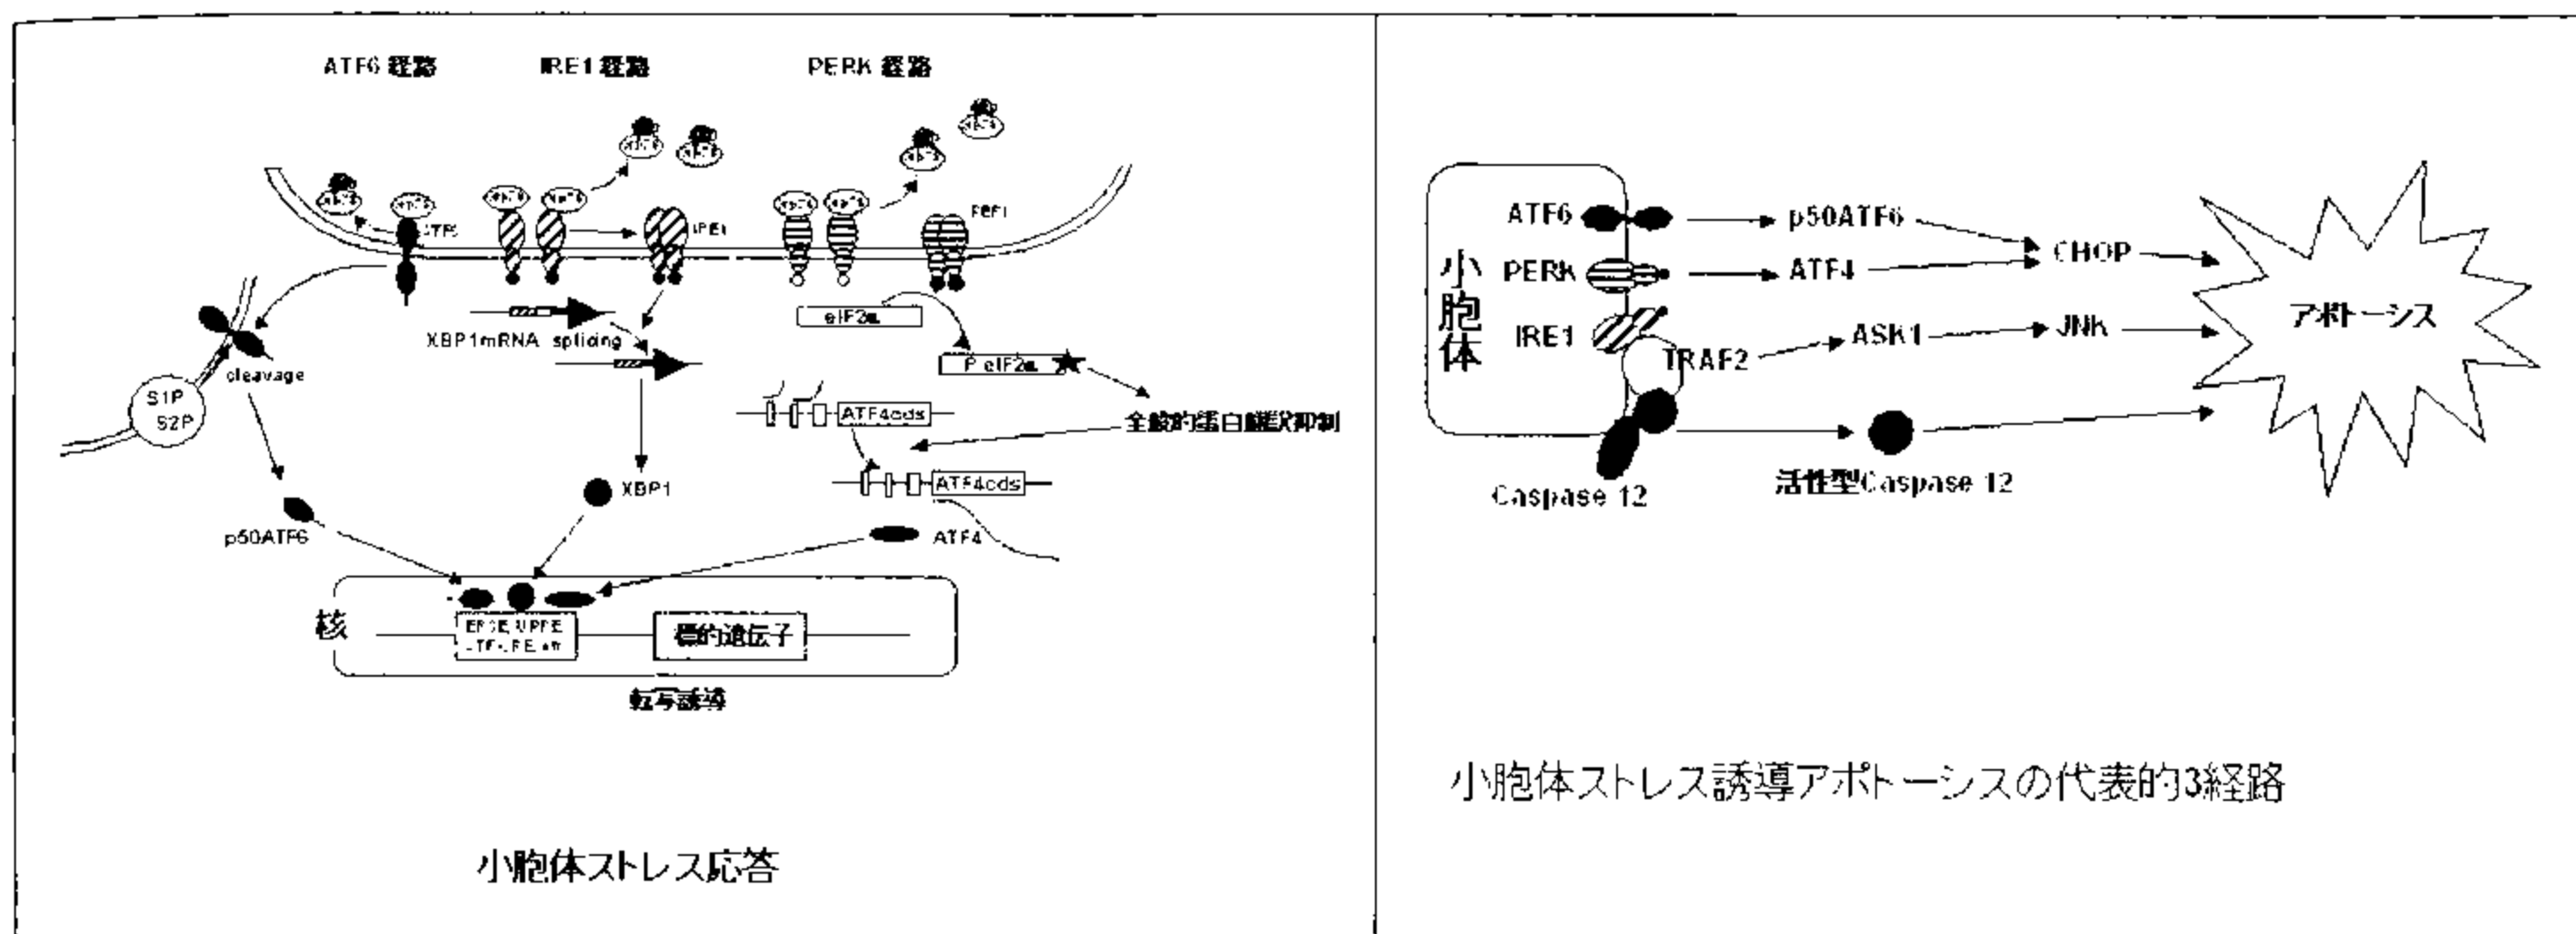 ATF6 経路
IRE1 経路
PERK 経路
IRE1
XBP1mRNA splicing
eIF2α
P eIF2α
cleavage
S1P
S2P
ATF4cds
全般的蛋白翻訳抑制
ATF4cds
XBP1
p50ATF6
ATF4
核
標的遺伝子
転写誘導
小胞体ストレス応答
小胞体
ATF6
p50ATF6
CHOP
PERK
ATF4
アポトーシス
IRE1
TRAF2
ASK1
JNK
Caspase 12
活性型Caspase 12
小胞体ストレス誘導アポトーシスの代表的3経路